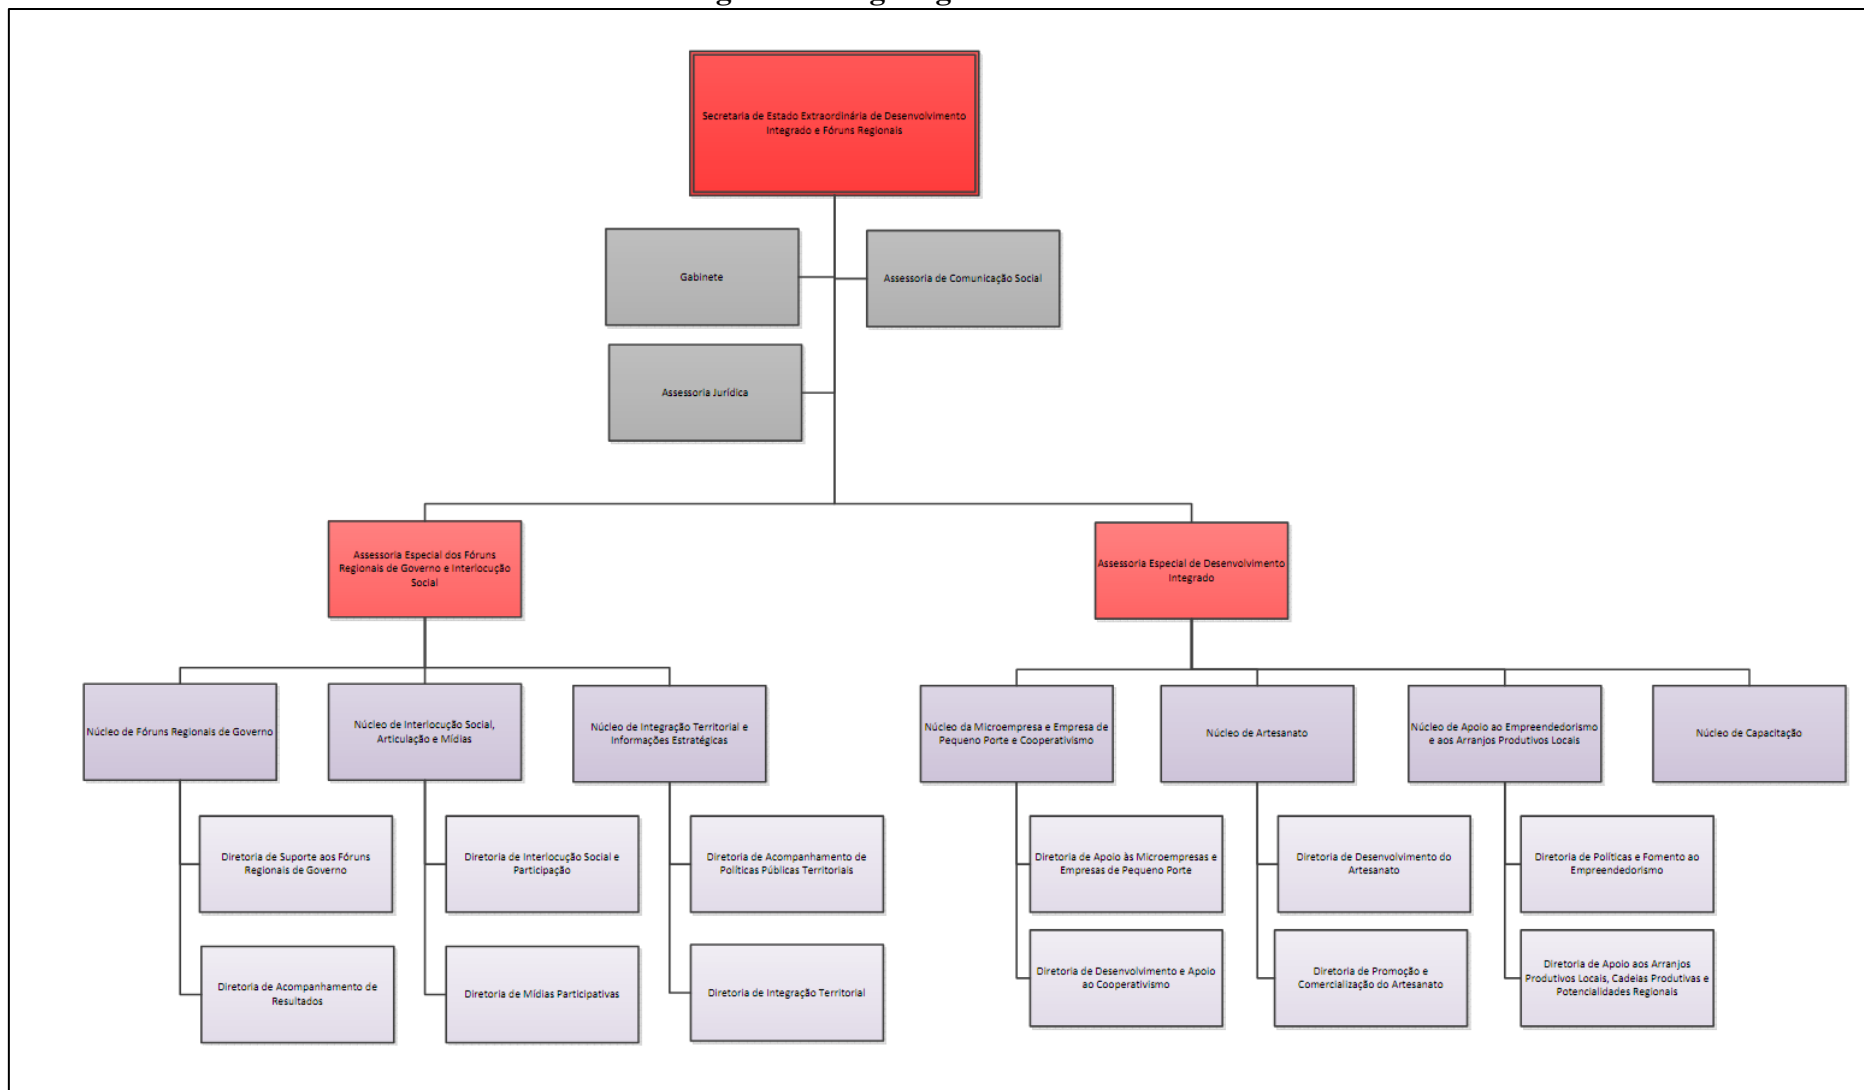 Secretaria de Estado Extraordinária de Desenvolvimento
Integrado e Fóruns Regionais
Gabinete
Assessoria de Comunicação Social
Assessoria Jurídica
Assessoria Especial dos Fóruns
Regionais de Governo e Interlocução
Social
Assessoria Especial de Desenvolvimento
Integrado
Núcleo de Fóruns Regionais de Governo
Núcleo de Interlocução Social,
Articulação e Mídias
Núcleo de Integração Territorial e
Informações Estratégicas
Núcleo da Microempresa e Empresa de
Pequeno Porte e Cooperativismo
Núcleo de Artesanato
Núcleo de Apoio ao Empreendedorismo
e aos Arranjos Produtivos Locais
Núcleo de Capacitação
Diretoria de Suporte aos Fóruns
Regionais de Governo
Diretoria de Interlocução Social e
Participação
Diretoria de Acompanhamento de
Políticas Públicas Territoriais
Diretoria de Apoio às Microempresas e
Empresas de Pequeno Porte
Diretoria de Desenvolvimento do
Artesanato
Diretoria de Políticas e Fomento ao
Empreendedorismo
Diretoria de Acompanhamento de
Resultados
Diretoria de Mídias Participativas
Diretoria de Integração Territorial
Diretoria de Desenvolvimento e Apoio
ao Cooperativismo
Diretoria de Promoção e
Comercialização do Artesanato
Diretoria de Apoio aos Arranjos
Produtivos Locais, Cadeias Produtivas e
Potencialidades Regionais